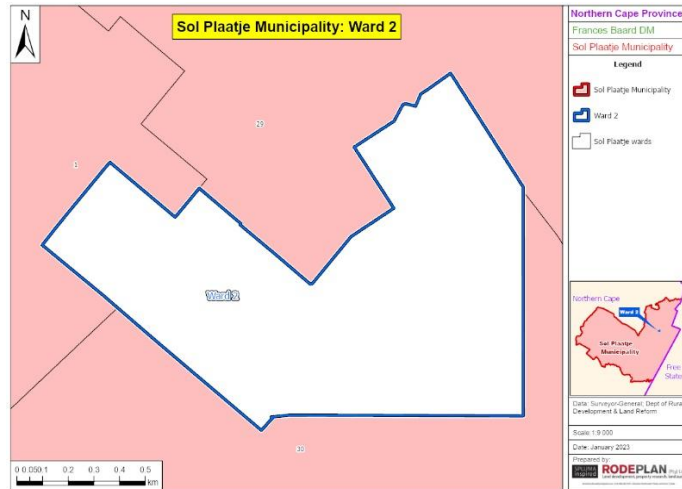 Sol Plaatje Municipality: Ward 2
N
29
1
Ward 2
0 0.050.1 0.2 0.3 0.4 0.5
km
Northern Cape Province
Frances Baard DM
Sol Plaatje Municipality
Legend
Sol Plaatje Municipality
Ward 2
Sol Plaatje wards
Northern Cape
Ward 2
Sol Plaatje
Municipality
Free
State
Data: Surveyor-General; Dept of Rura
Development & Land Reform
Scale: 1:9 000
Date: January 2023
Prepared by:
SPLUMA
inspired
RODEPLAN